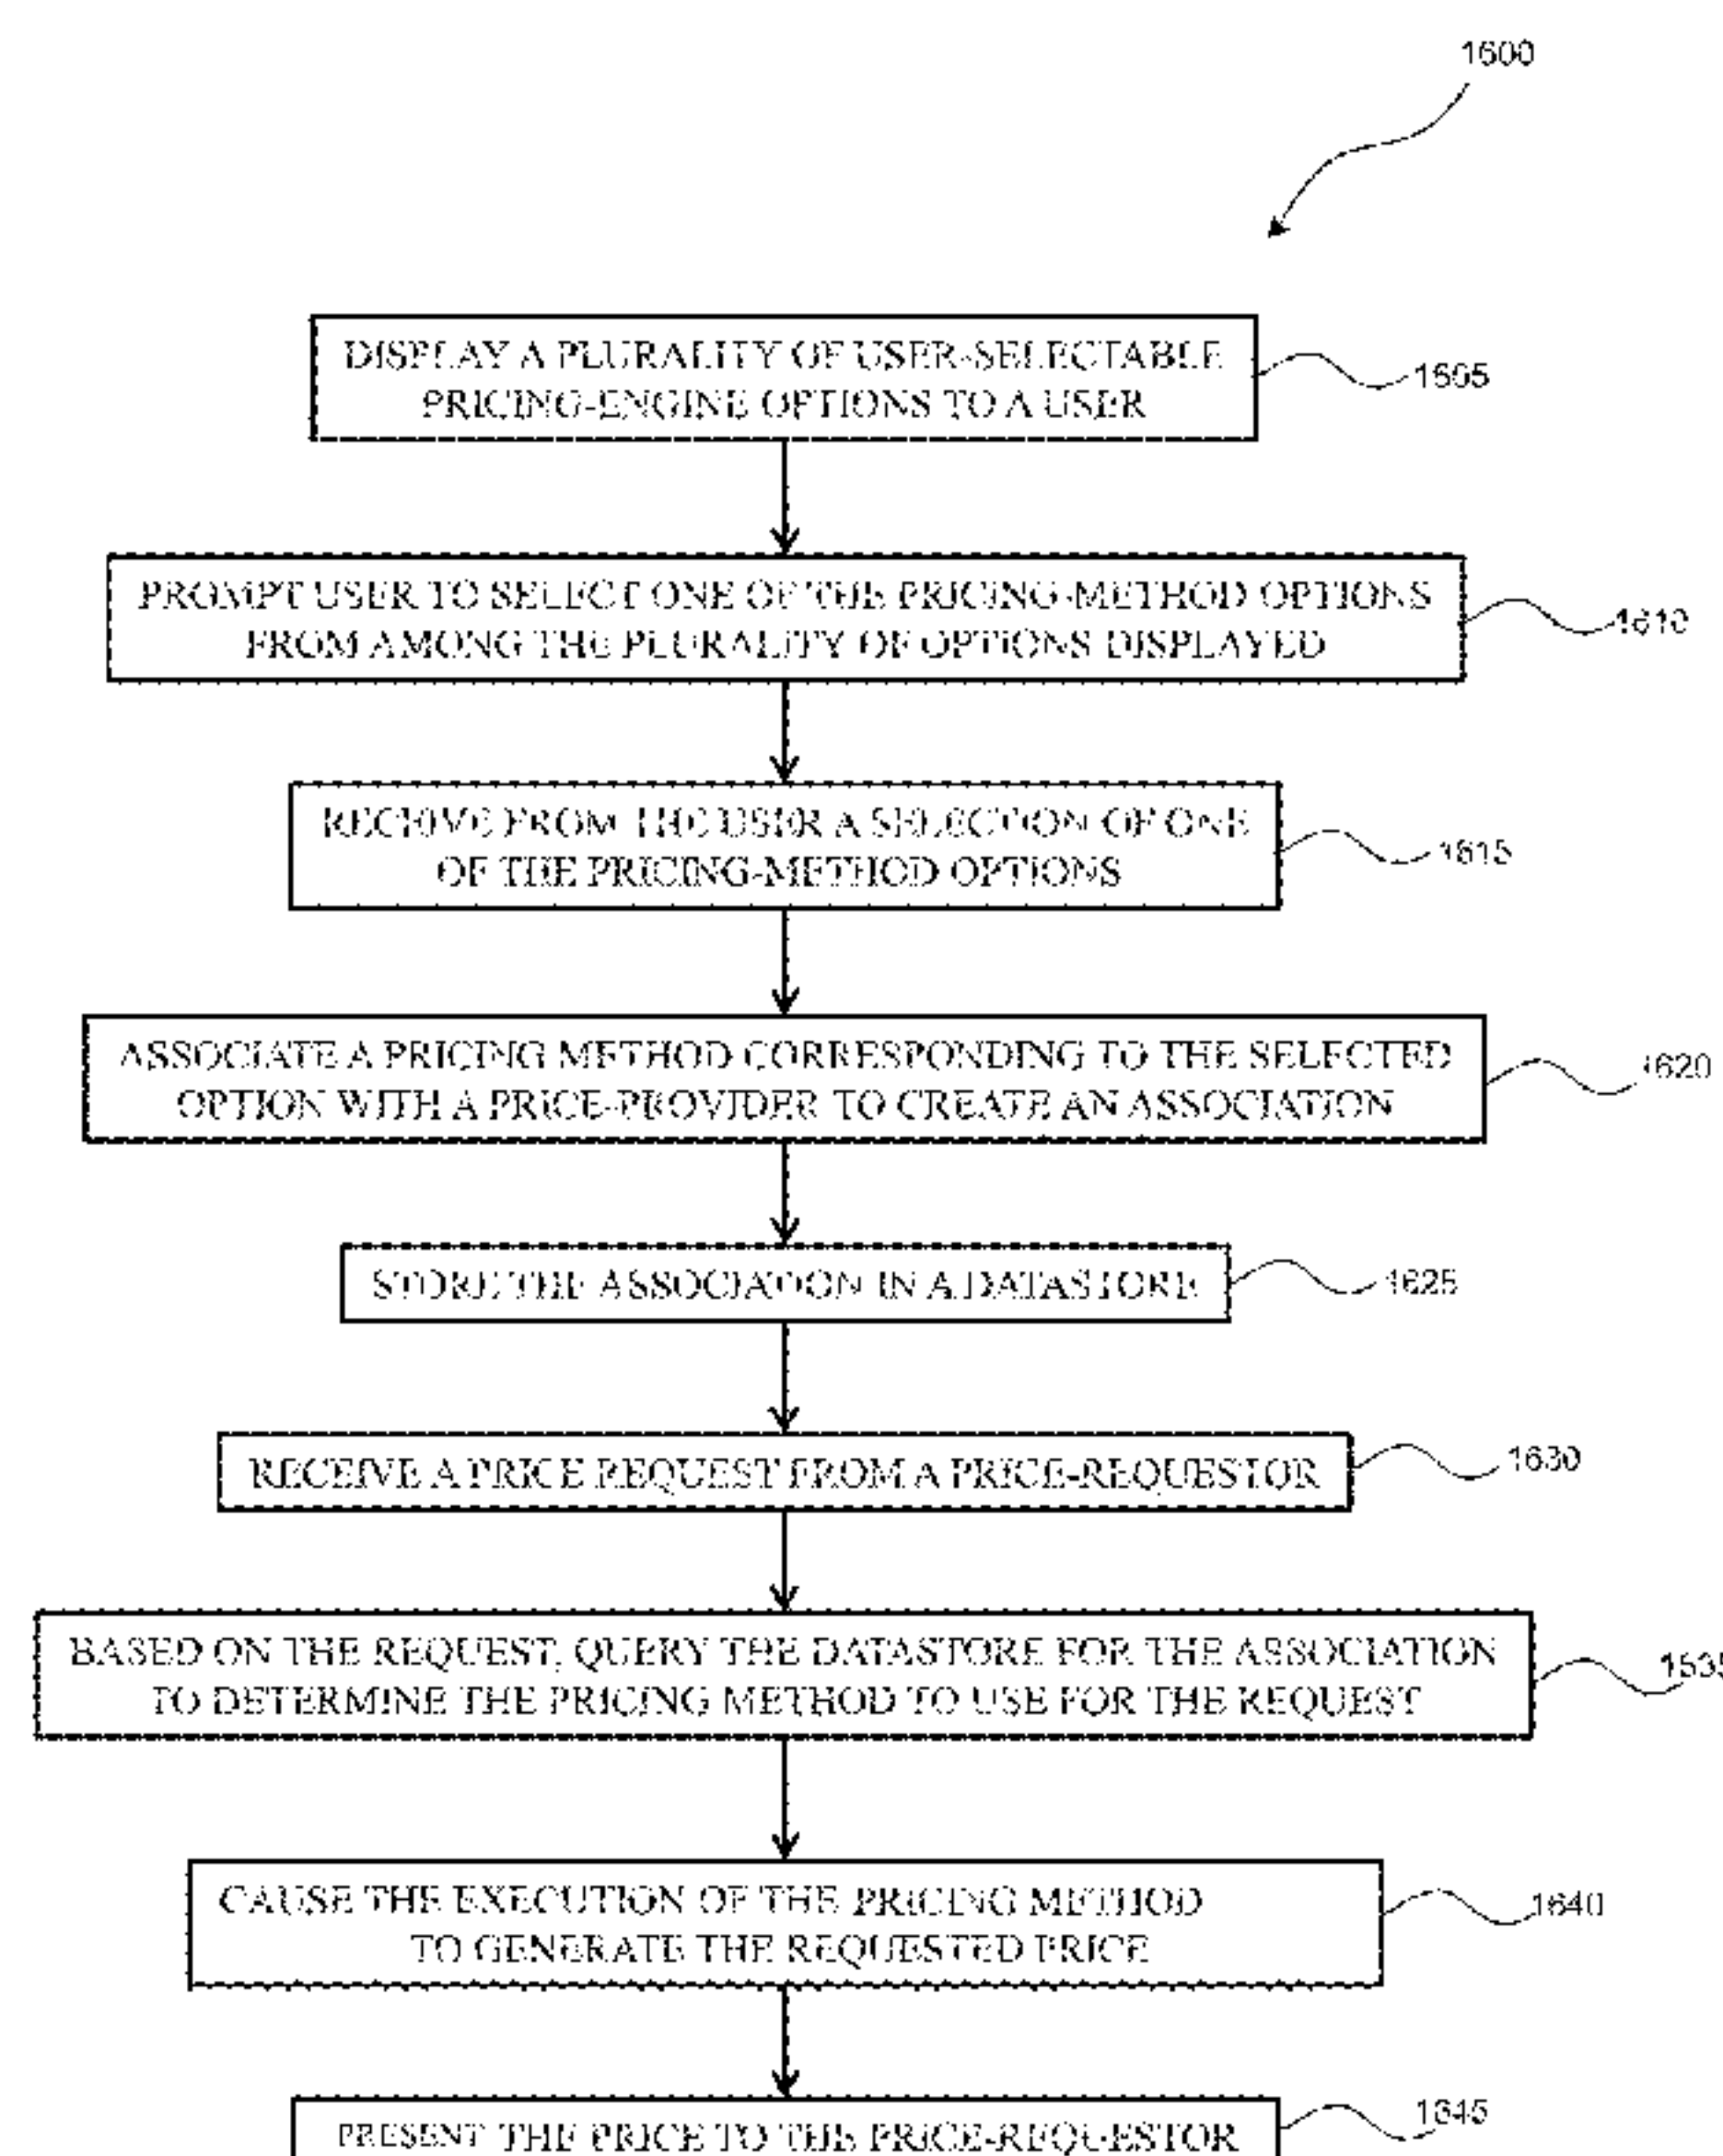 1600
DISPLAY A PLURALITY OF USER-SELECTABLE
PRICING-ENGINE OPTIONS TO A USER
1605
PROMPT USER TO SELECT ONE OF THE PRICING-METHOD OPTIONS
FROM AMONG THE PLURALITY OF OPTIONS DISPLAYED
1610
RECEIVE FROM THE USER A SELECTION OF ONE
OF THE PRICING-METHOD OPTIONS
1615
ASSOCIATE A PRICING METHOD CORRESPONDING TO THE SELECTED
OPTION WITH A PRICE-PROVIDER TO CREATE AN ASSOCIATION
1620
STORE THE ASSOCIATION IN A DATASTORE
1625
RECEIVE A PRICE REQUEST FROM A PRICE-REQUESTOR
1630
BASED ON THE REQUEST, QUERY THE DATASTORE FOR THE ASSOCIATION
TO DETERMINE THE PRICING METHOD TO USE FOR THE REQUEST
1635
CAUSE THE EXECUTION OF THE PRICING METHOD
TO GENERATE THE REQUESTED PRICE
1640
PRESENT THE PRICE TO THE PRICE-REQUESTOR
1645